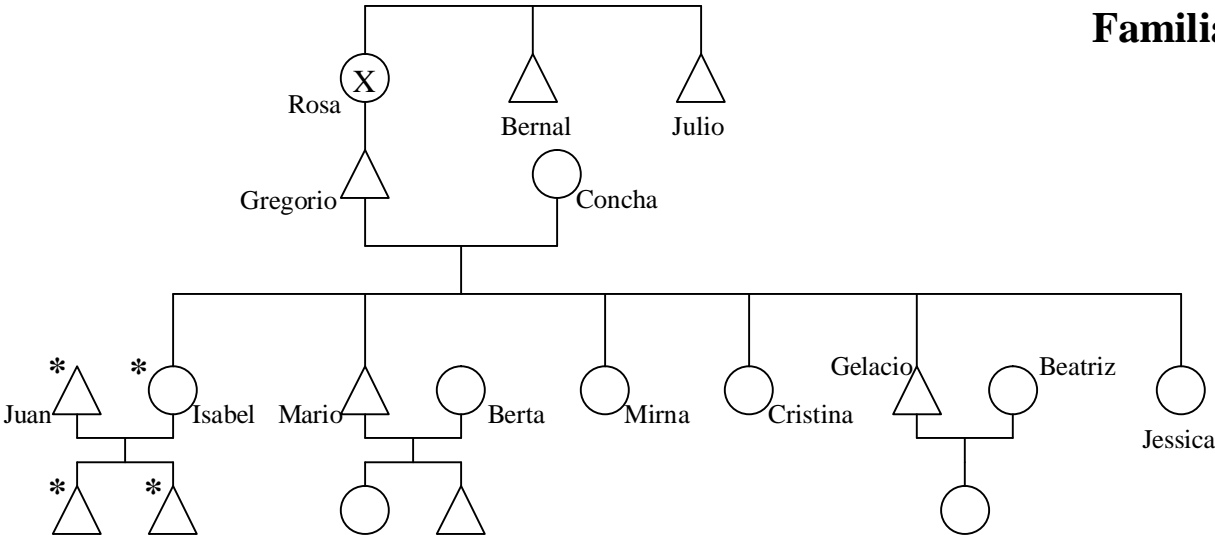 Familia
X
Rosa
Bernal
Julio
Gregorio
Concha
* *
Gelacio
Beatriz
Juan
Isabel
Mario
Berta
Mirna
Cristina
Jessica
* *